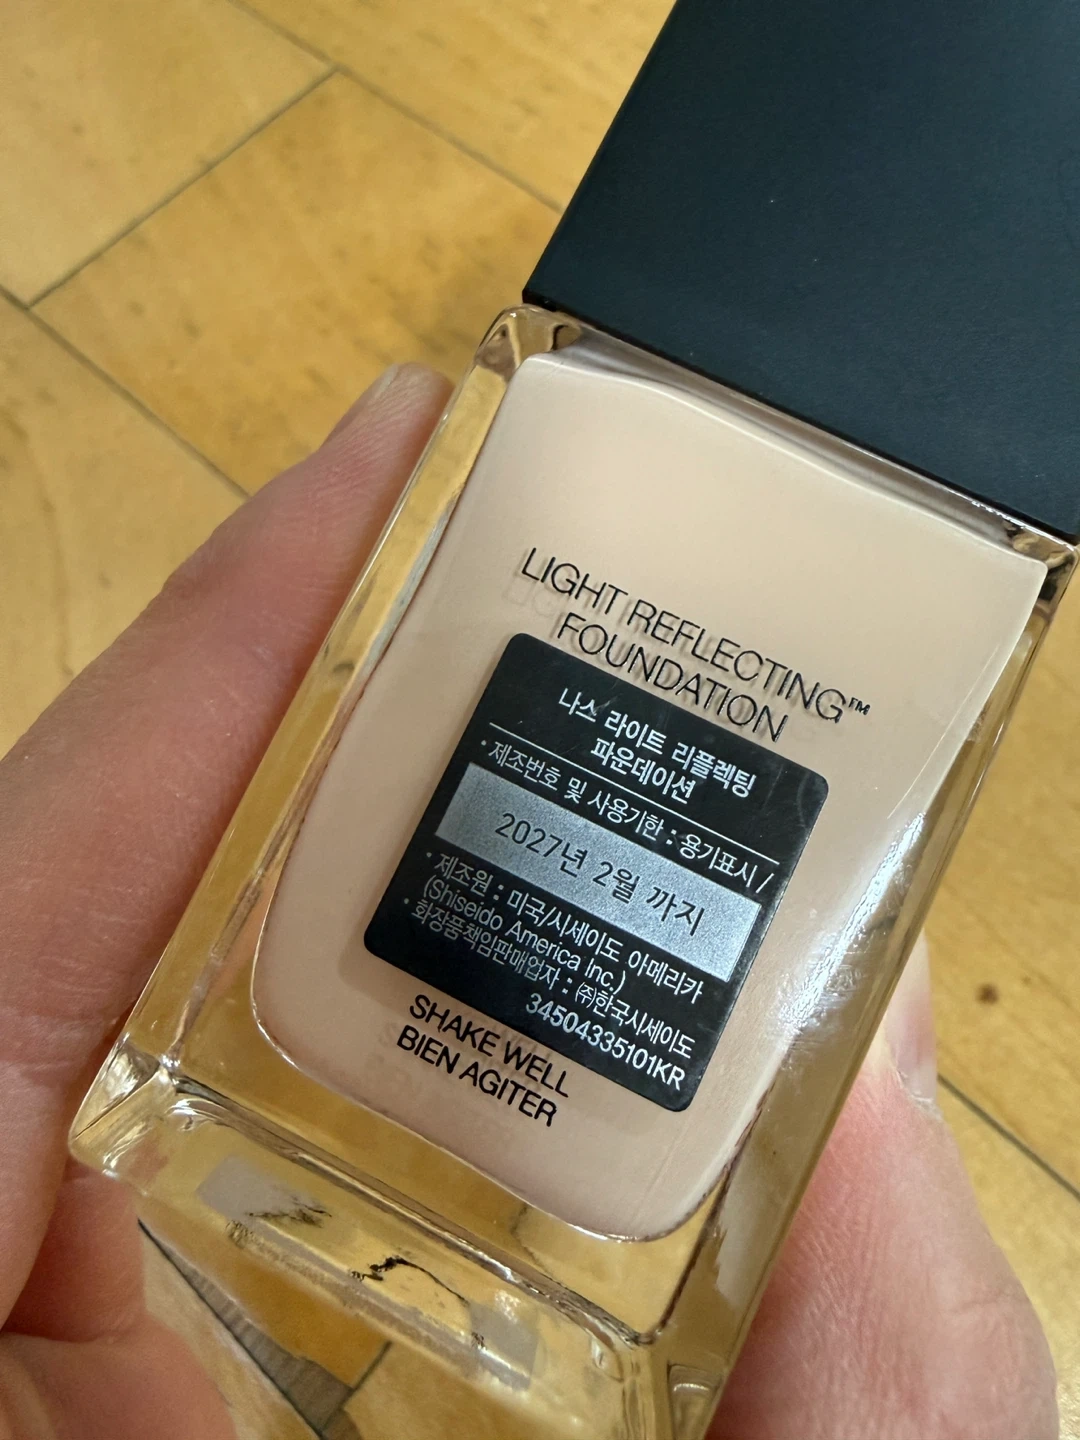 LIGHT REFLECTING™
FOUNDATION
나스 라이트 리플렉팅
파운데이션
· 제조번호 및 사용기한 : 용기표시 /
2027년 2월 까지
· 제조원 : 미국/시세이도 아메리카
(Shiseido America Inc.)
· 화장품책임판매업자 : ㈜한국시세이도
34504335101KR
SHAKE WELL
BIEN AGITER